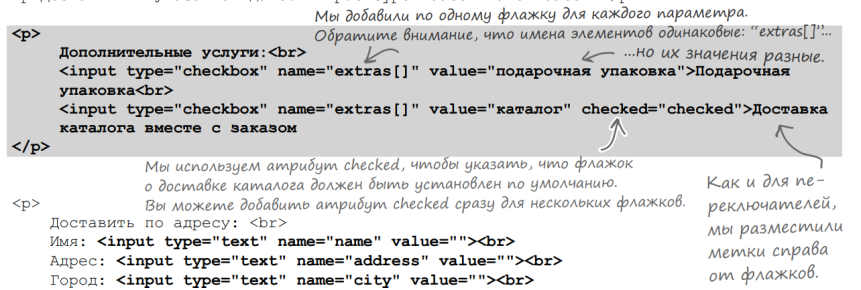 Мы добавили по одному флажку для каждого параметра.
Обратите внимание, что имена элементов одинаковые: “extras[]”...
...но их значения разные.
<p>
Дополнительные услуги:<br>
<input type="checkbox" name="extras[]" value="подарочная упаковка">Подарочная
упаковка<br>
<input type="checkbox" name="extras[]" value="каталог" checked="checked">Доставка
каталога вместе с заказом
</p>
Мы используем атрибут checked, чтобы указать, что флажок
о доставке каталога должен быть установлен по умолчанию.
Вы можете добавить атрибут checked сразу для нескольких флажков.
Как и для пе-
реключателей,
мы разместили
метки справа
от флажков.
<p>
Доставить по адресу: <br>
Имя: <input type="text" name="name" value=""><br>
Адрес: <input type="text" name="address" value=""><br>
Город: <input type="text" name="city" value=""><br>